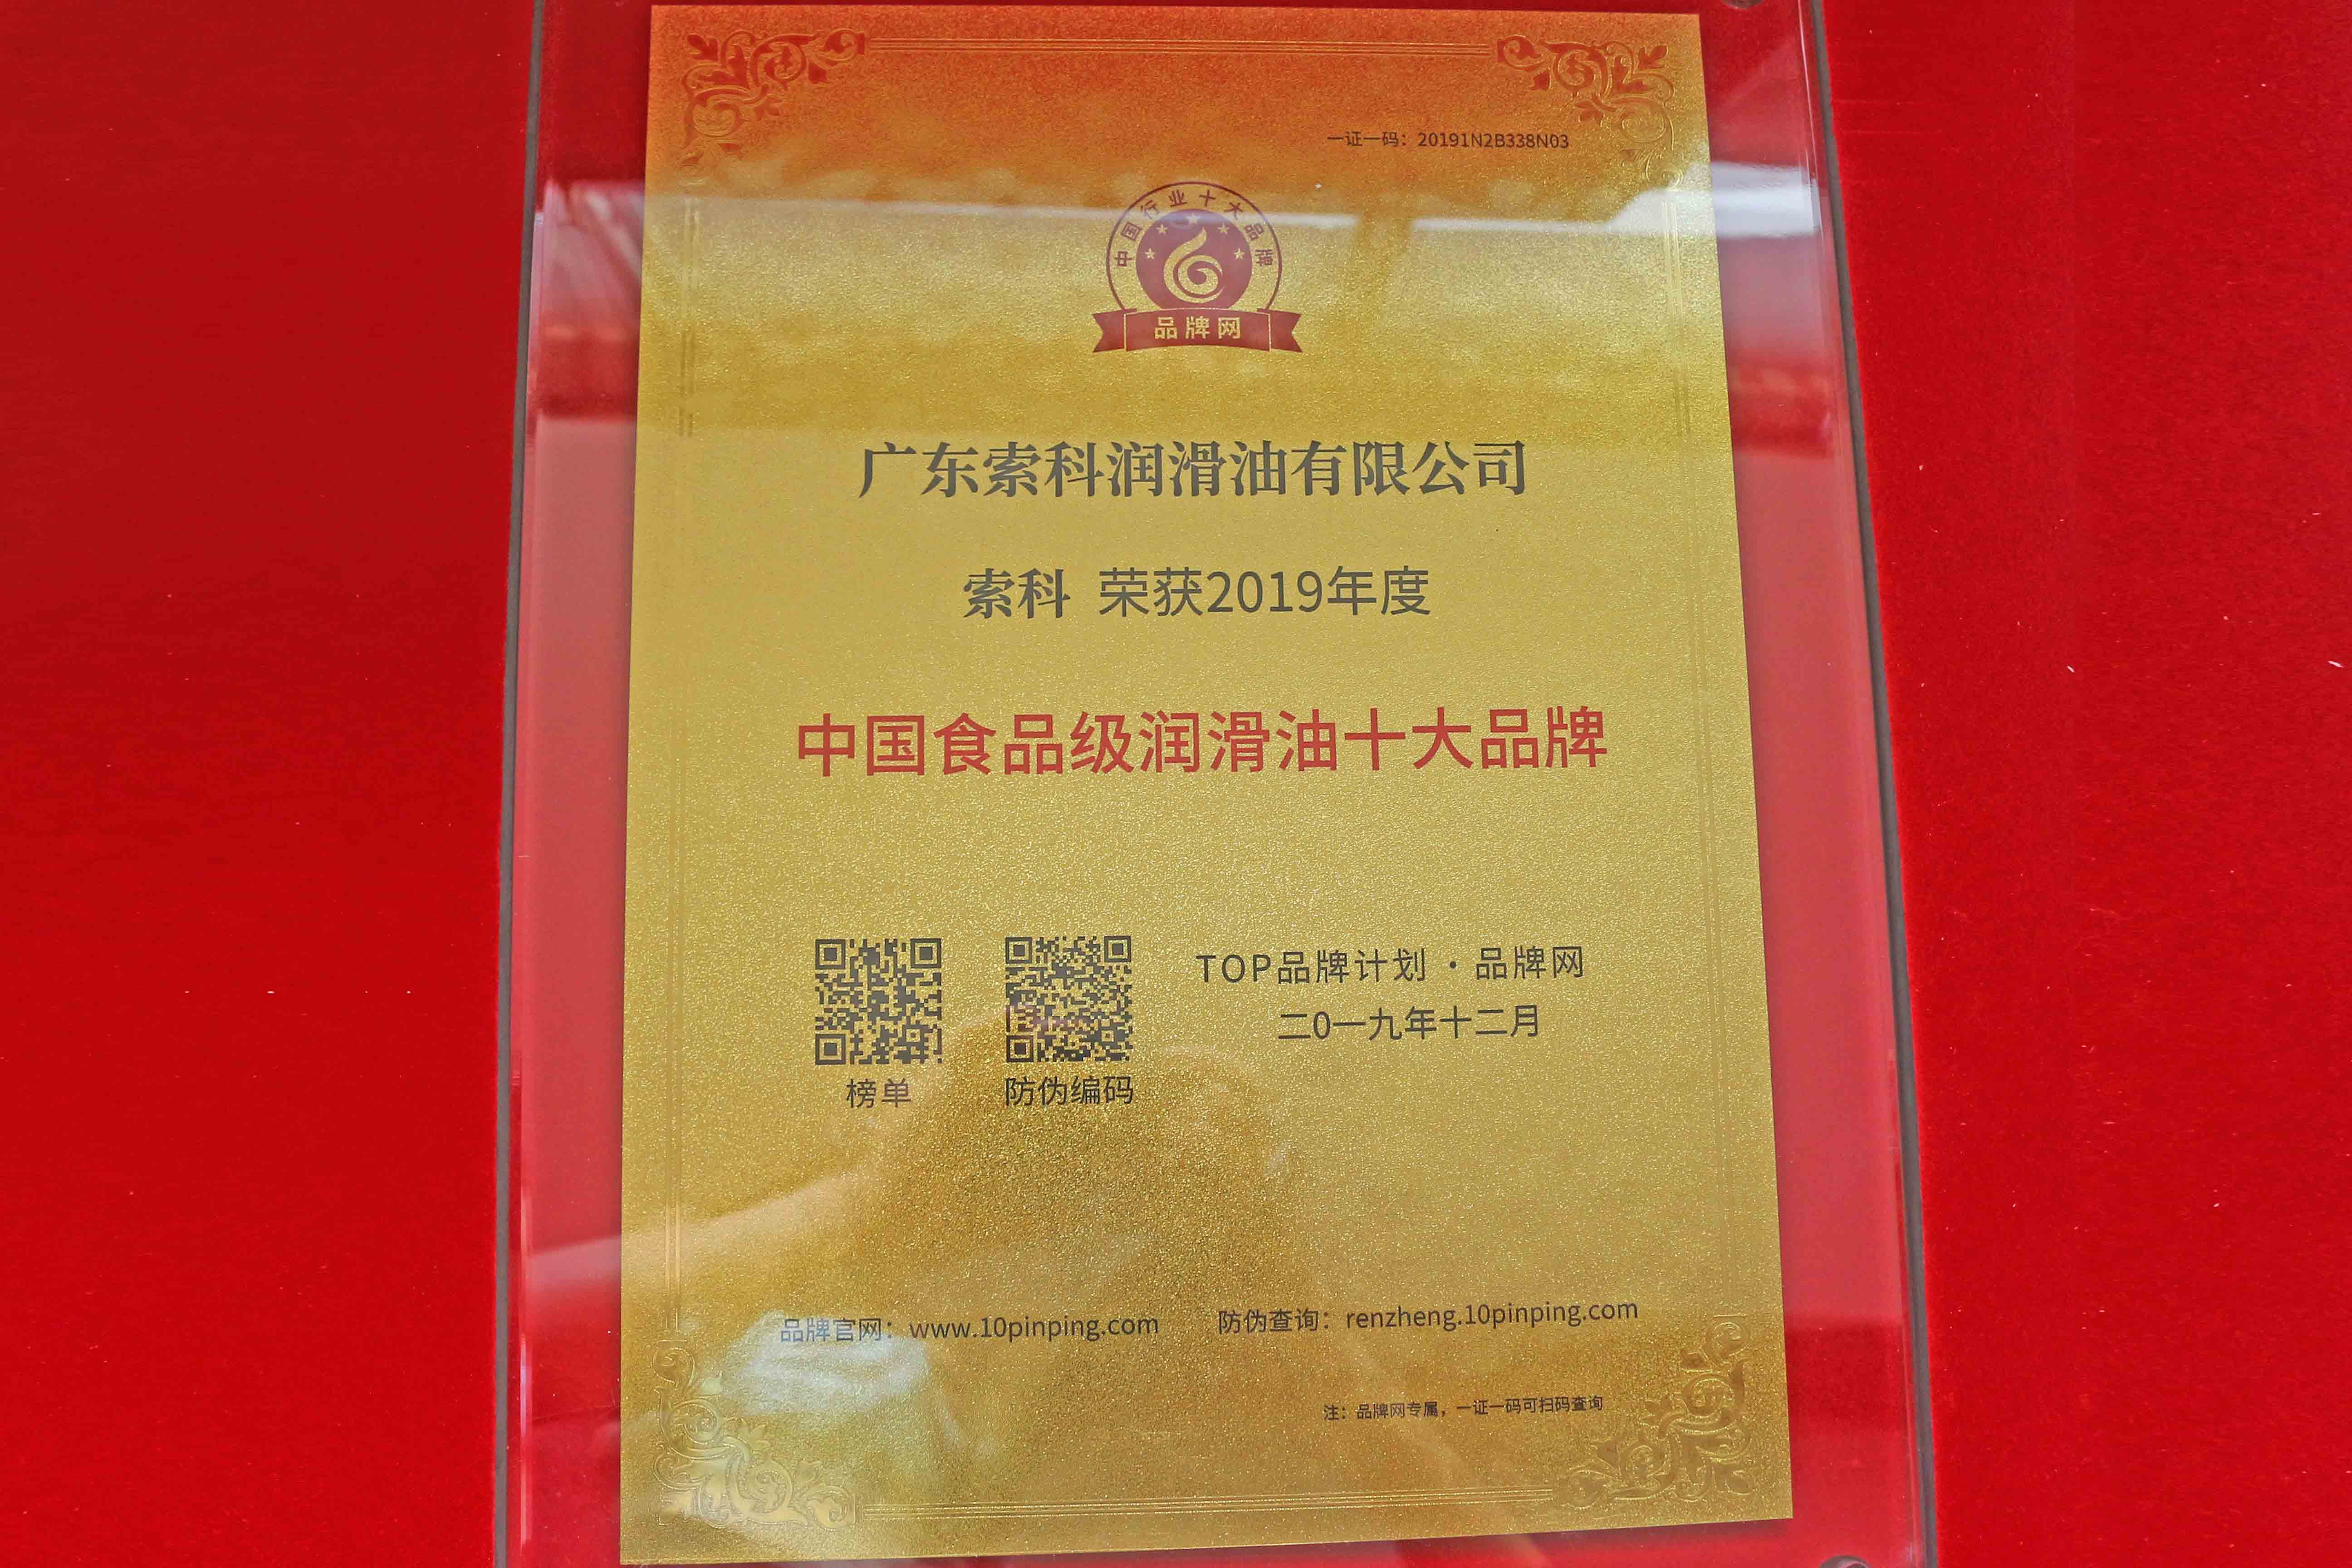 一证一码：20191N2B338N03
中国行业十大品牌
品牌网
广东索科润滑油有限公司
索科 荣获2019年度
中国食品级润滑油十大品牌
TOP品牌计划·品牌网
二0一九年十二月
榜单 防伪编码
品牌官网：www.10pinping.com 防伪查询：renzheng.10pinping.com
注：品牌网专属，一证一码可扫码查询